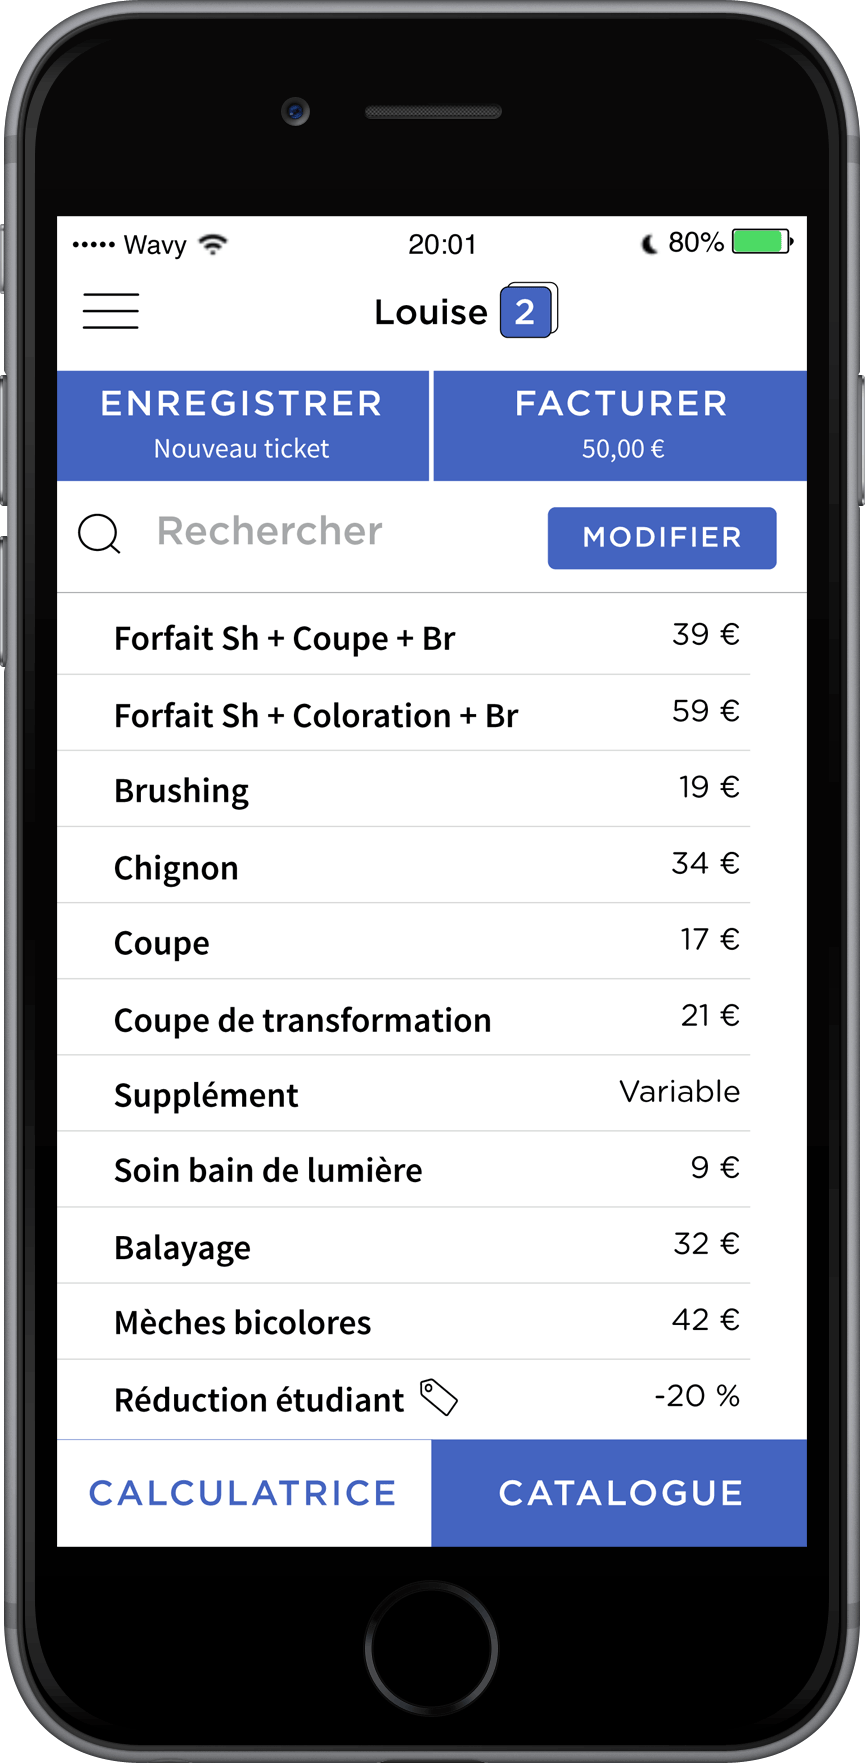 ••••• Wavy 20:01 80%
Louise 2
ENREGISTRER
Nouveau ticket
FACTURER
50,00 €
Rechercher
MODIFIER
Forfait Sh + Coupe + Br 39 €
Forfait Sh + Coloration + Br 59 €
Brushing 19 €
Chignon 34 €
Coupe 17 €
Coupe de transformation 21 €
Supplément Variable
Soin bain de lumière 9 €
Balayage 32 €
Mèches bicolores 42 €
Réduction étudiant -20 %
CALCULATRICE
CATALOGUE